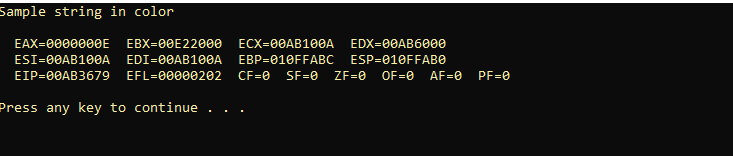 Sample string in color
EAX=0000000E EBX=00E22000 ECX=00AB100A EDX=00AB6000
ESI=00AB100A EDI=00AB100A EBP=010FFABC ESP=010FFAB0
EIP=00AB3679 EFL=00000202 CF=0 SF=0 ZF=0 OF=0 AF=0 PF=0
Press any key to continue . . .